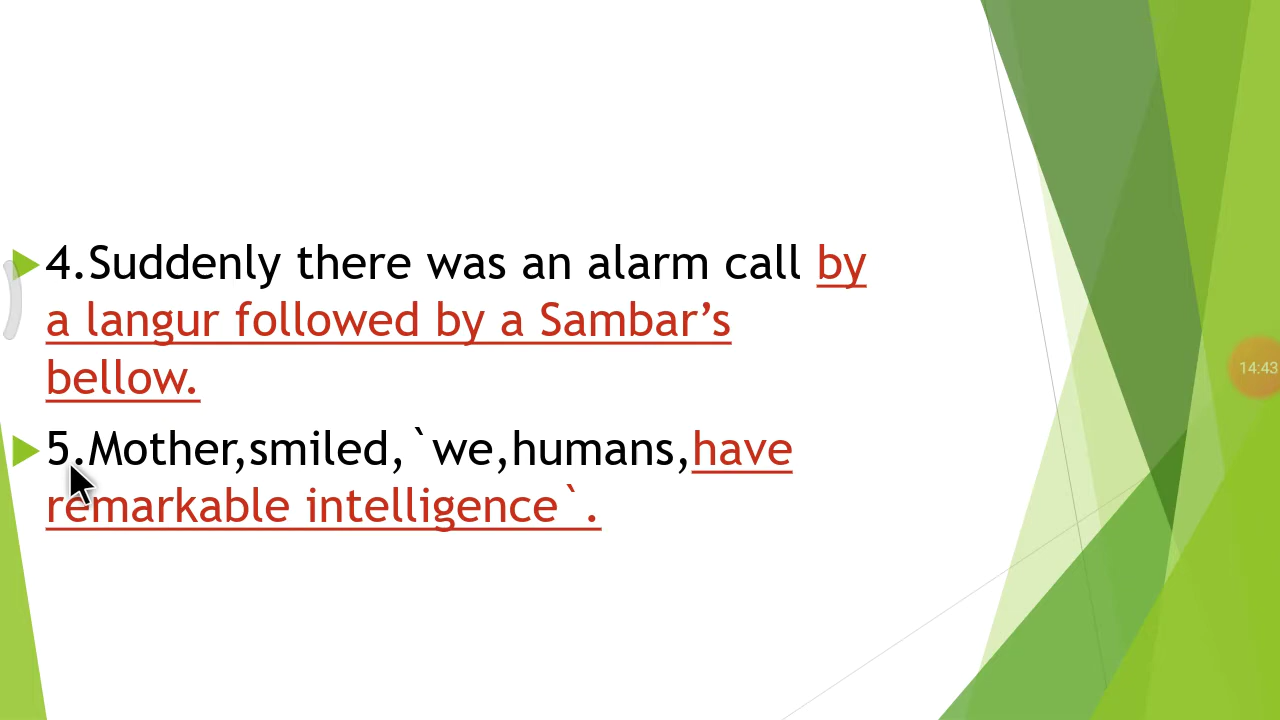 4.Suddenly there was an alarm call by
a langur followed by a Sambar’s
bellow.
5.Mother,smiled,`we,humans,have
remarkable intelligence`.
14:43